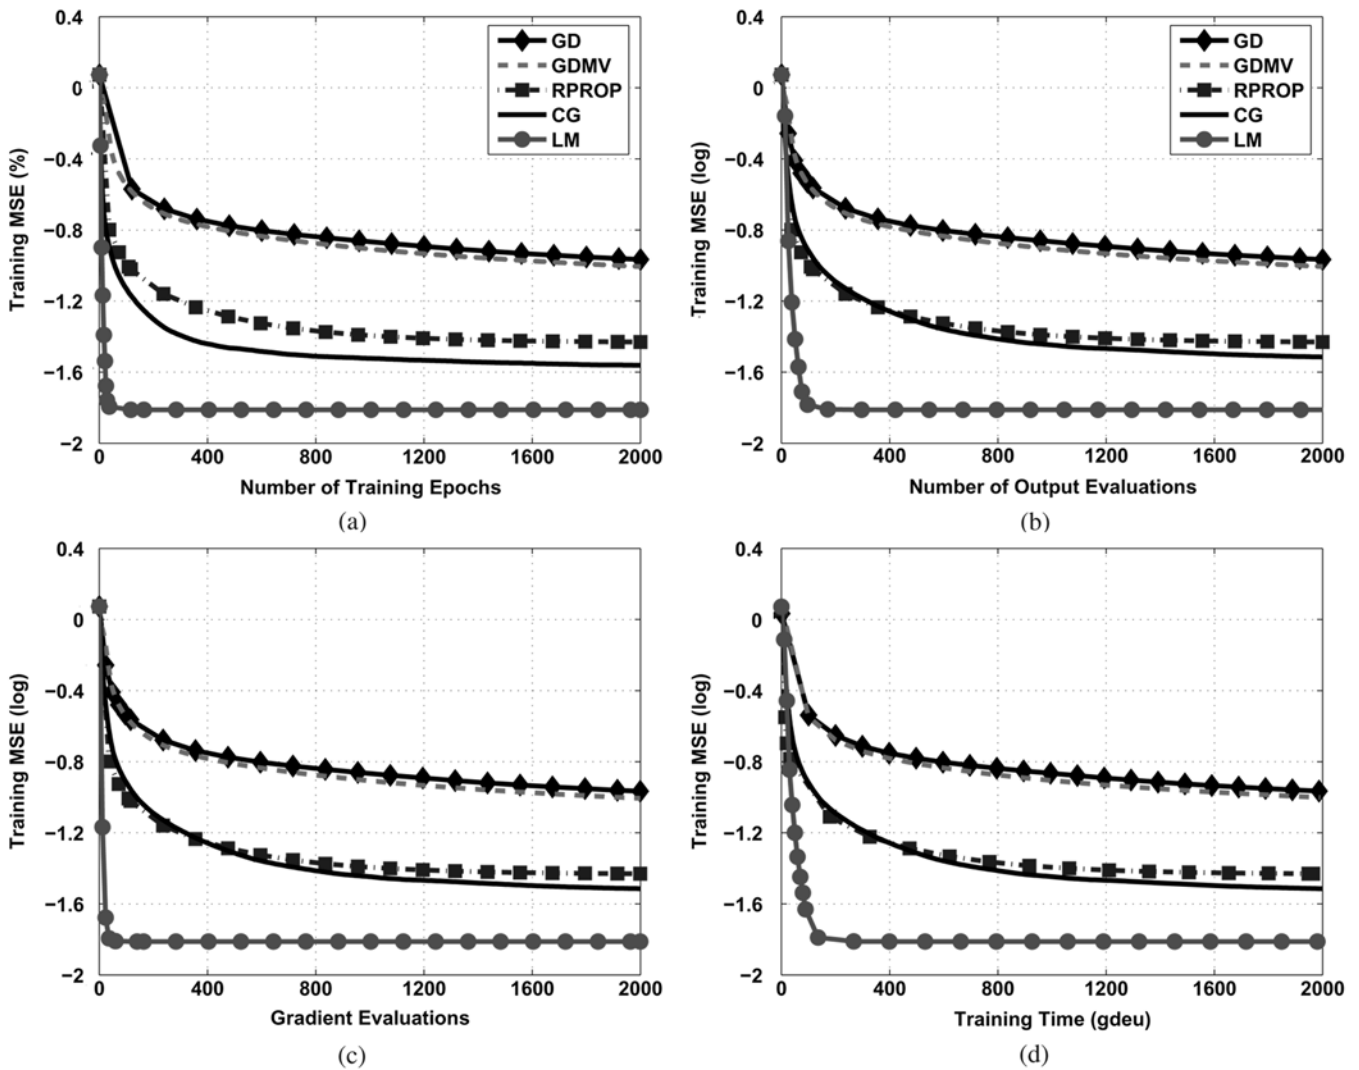 0.4
0
−0.4
−0.8
−1.2
−1.6
−2
Training MSE (%)
GD
GDMV
RPROP
CG
LM
0 400 800 1200 1600 2000
Number of Training Epochs
(a)
0.4
0
−0.4
−0.8
−1.2
−1.6
−2
Training MSE (log)
GD
GDMV
RPROP
CG
LM
0 400 800 1200 1600 2000
Number of Output Evaluations
(b)
0.4
0
−0.4
−0.8
−1.2
−1.6
−2
Training MSE (log)
0 400 800 1200 1600 2000
Gradient Evaluations
(c)
0.4
0
−0.4
−0.8
−1.2
−1.6
−2
Training MSE (log)
0 400 800 1200 1600 2000
Training Time (gdeu)
(d)